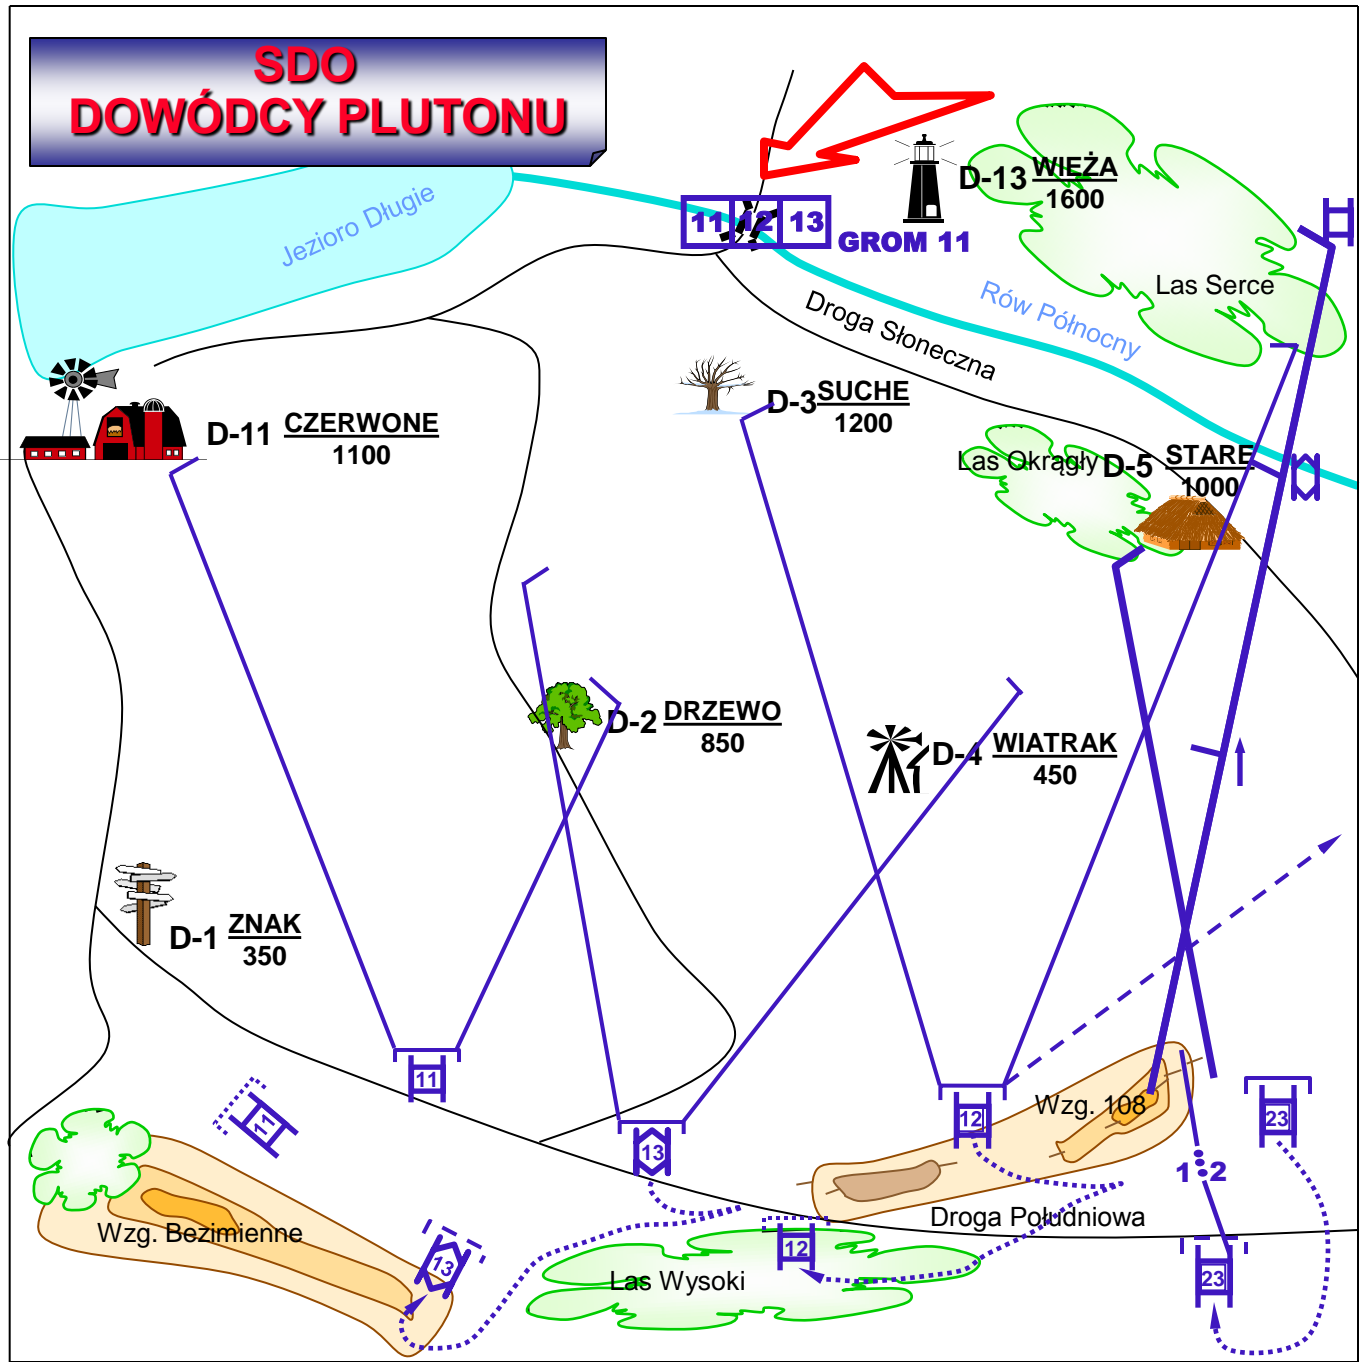 SDO
DOWÓDCY PLUTONU
Jezioro Długie
11 12 13
GROM 11
D-13 WIEŻA
1600
Las Serce
Rów Północny
Droga Słoneczna
D-11 CZERWONE
1100
D-3 SUCHE
1200
Las Okrągły
D-5 STARE
1000
D-2 DRZEWO
850
D-4 WIATRAK
450
D-1 ZNAK
350
11
11
13
12
Wzg. 108
23
1 2
Wzg. Bezimienne
13
12
Droga Południowa
Las Wysoki
23